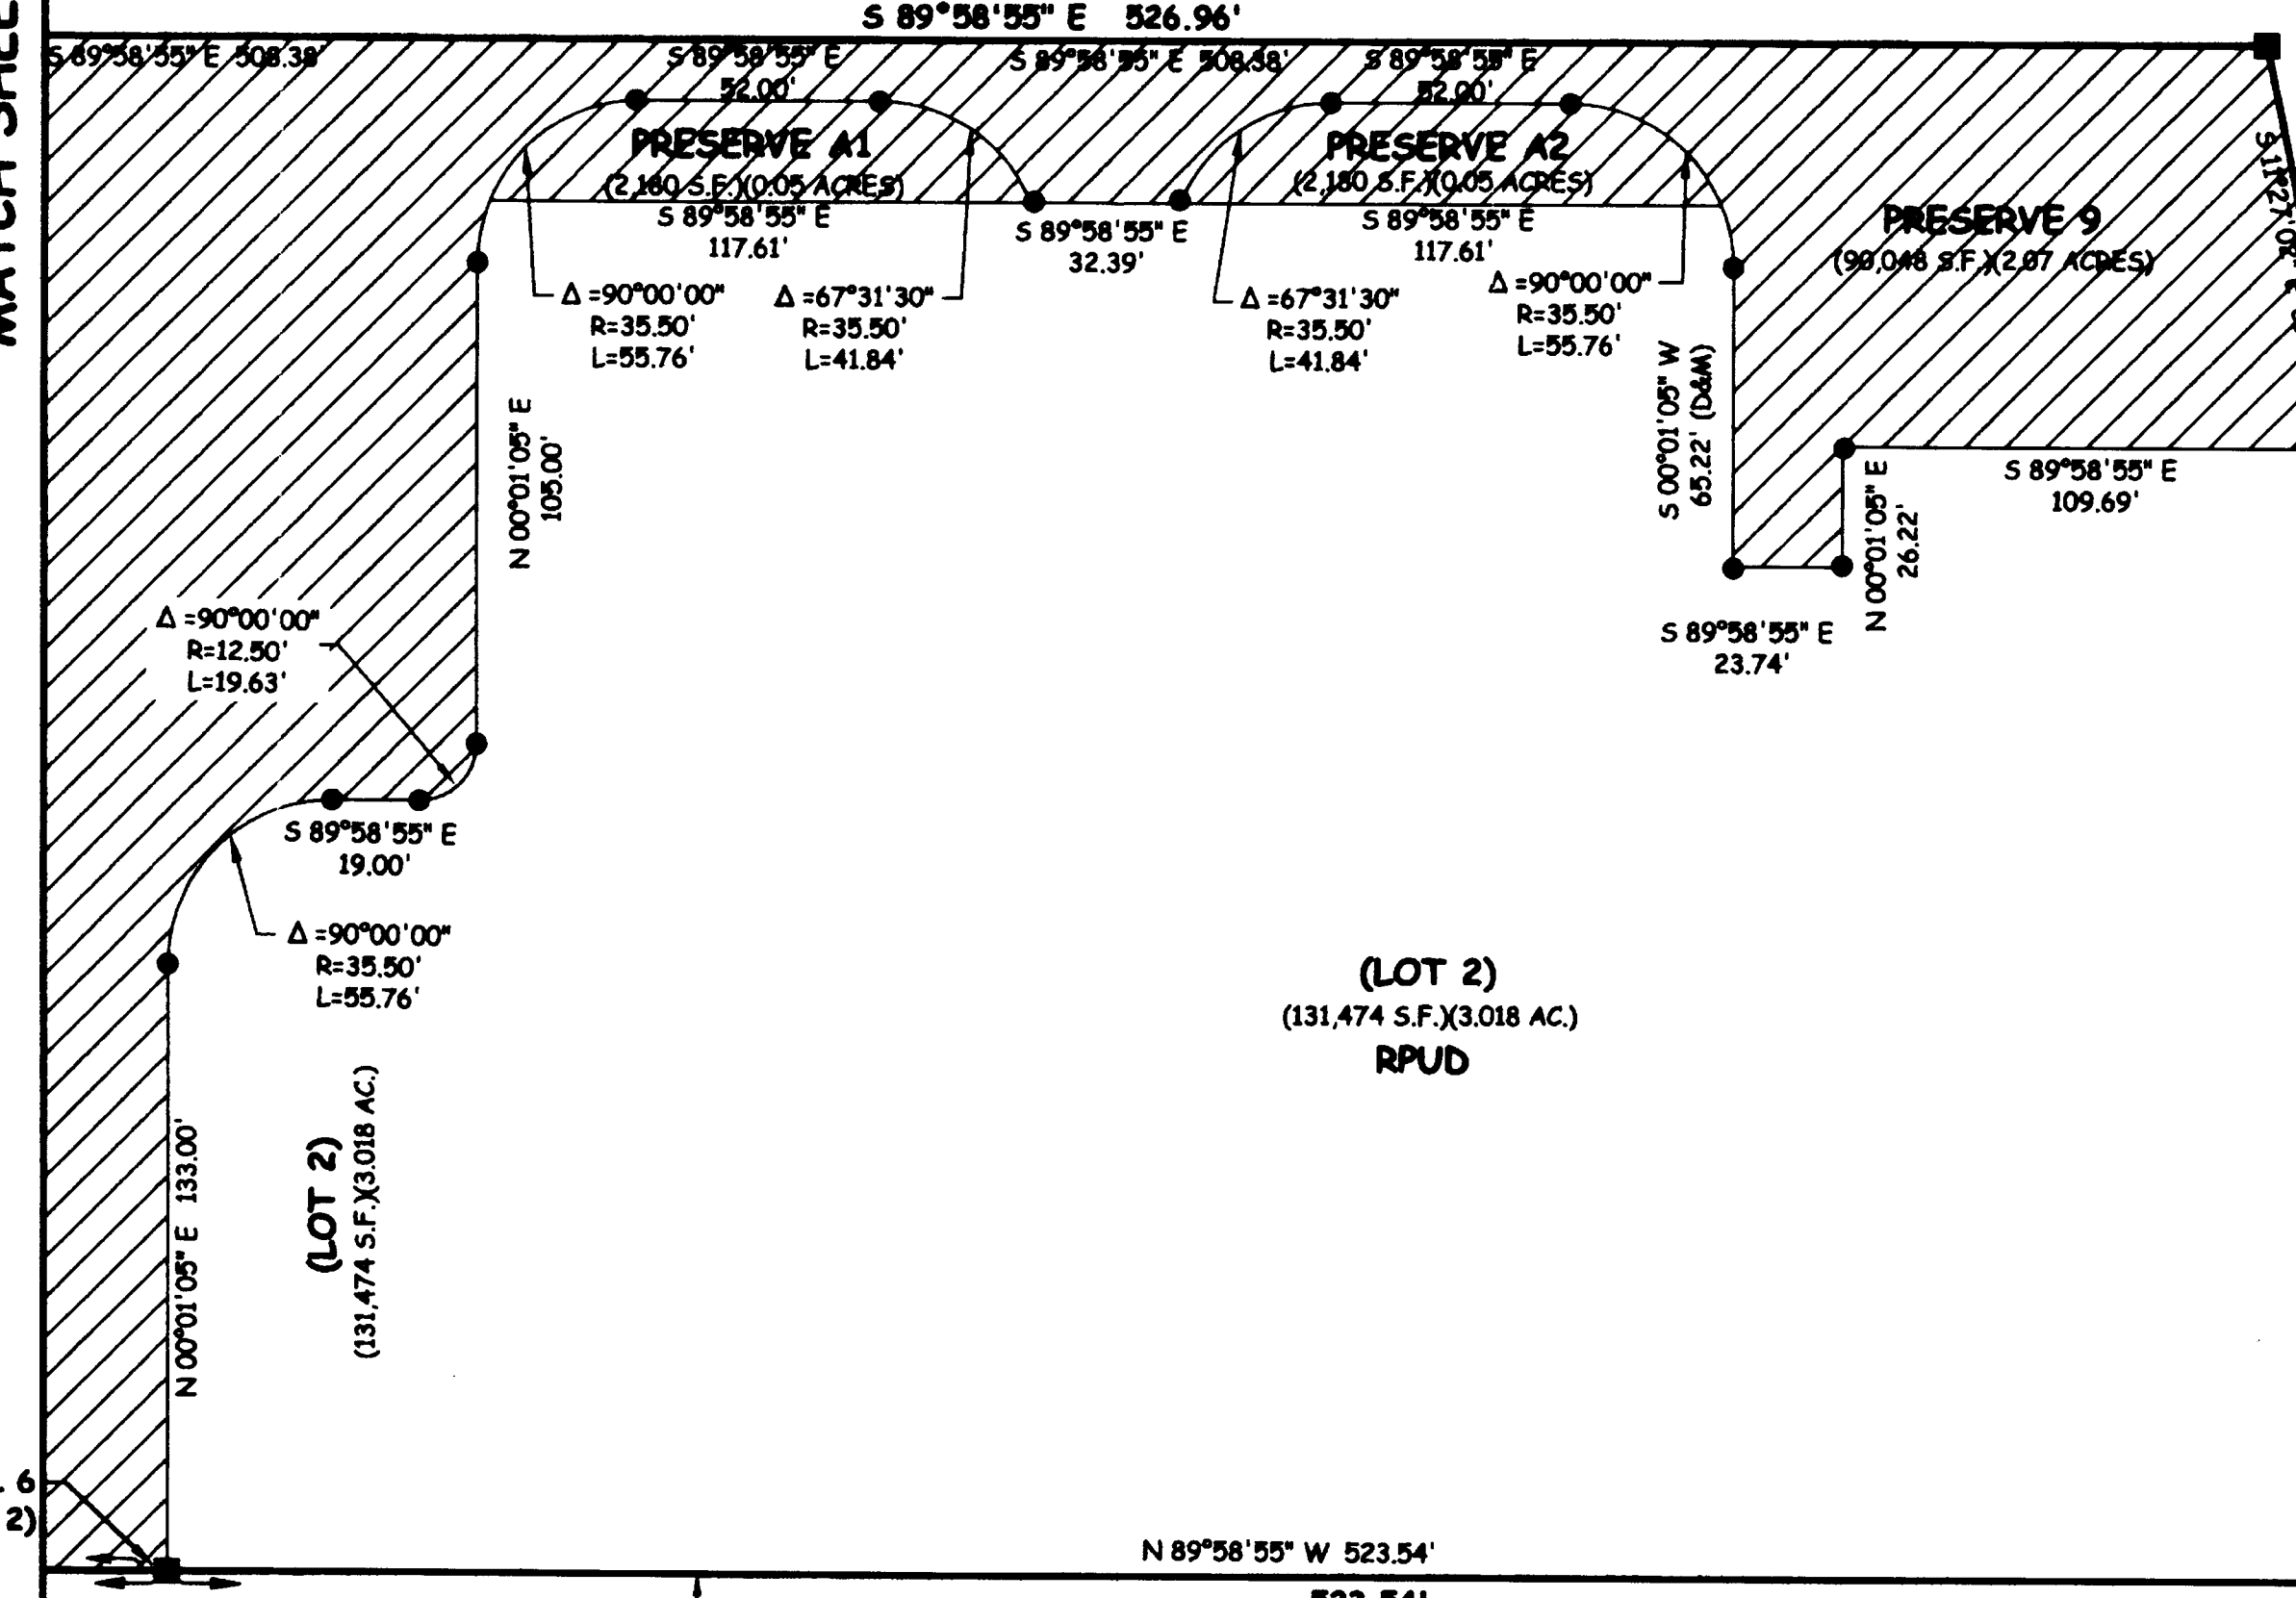 S 89°58'55" E 526.96'
S 89°58'55" E 508.38'
S 89°58'55" E
52.00'
S 89°58'55" E 508.38'
S 89°58'55" E
52.00'
PRESERVE A1
(2,180 S.F.)(0.05 ACRES)
S 89°58'55" E
117.61'
S 89°58'55" E
32.39'
PRESERVE A2
(2,180 S.F.)(0.05 ACRES)
S 89°58'55" E
117.61'
PRESERVE 9
(90,048 S.F.)(2.07 ACRES)
Δ =90°00'00"
R=35.50'
L=55.76'
Δ =67°31'30"
R=35.50'
L=41.84'
Δ =67°31'30"
R=35.50'
L=41.84'
Δ =90°00'00"
R=35.50'
L=55.76'
N 00°01'05" E
105.00'
S 00°01'05" W
65.22' (D&M)
N 00°01'05" E
26.22'
S 89°58'55" E
109.69'
S 89°58'55" E
23.74'
Δ =90°00'00"
R=12.50'
L=19.63'
S 89°58'55" E
19.00'
Δ =90°00'00"
R=35.50'
L=55.76'
(LOT 2)
(131,474 S.F.)(3.018 AC.)
RPUD
(LOT 2)
(131,474 S.F.)(3.018 AC.)
N 00°01'05" E 133.00'
. 6
2)
N 89°58'55" W 523.54'